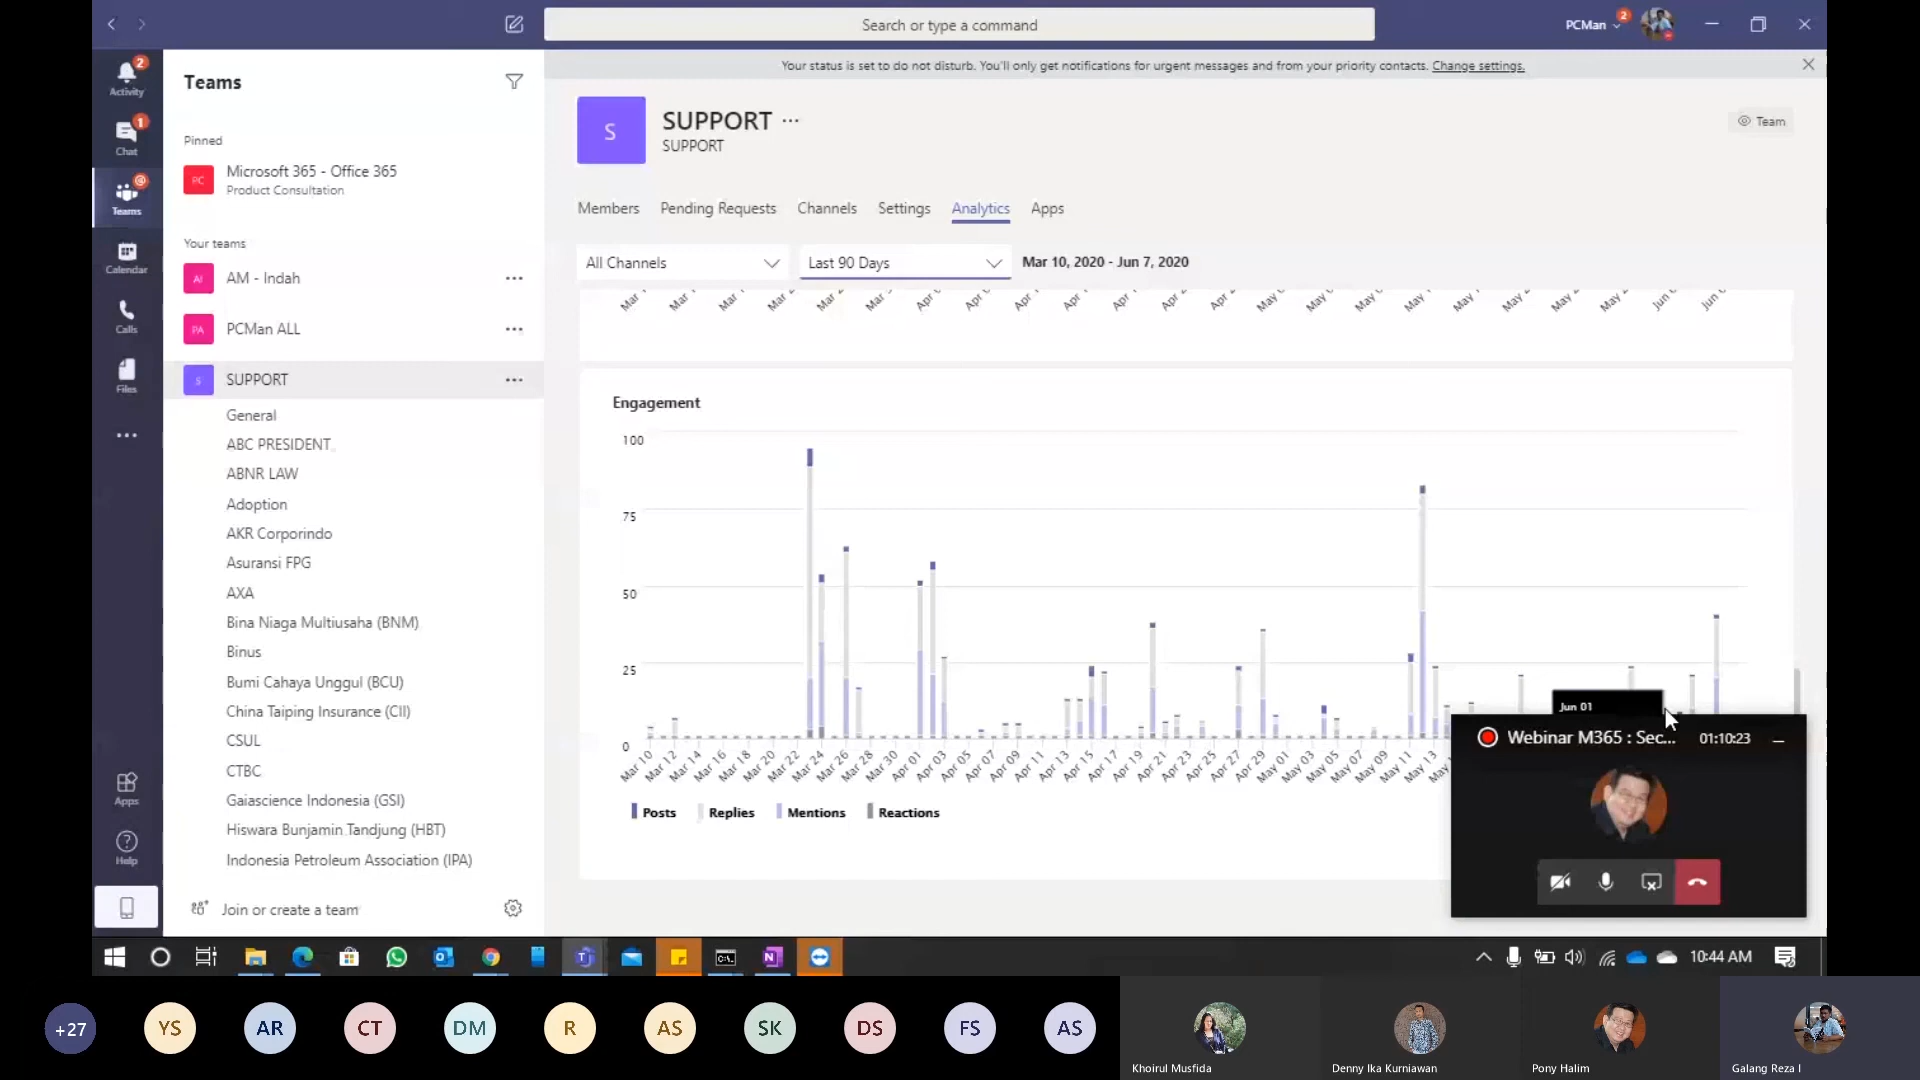 Search or type a command
PCMan
2
Your status is set to do not disturb. You'll only get notifications for urgent messages and from your priority contacts. Change settings.
2
Activity
1
Chat
@
Teams
Calendar
Calls
Files
Apps
Help
Teams
Pinned
PC
Microsoft 365 - Office 365
Product Consultation
Your teams
AI
AM - Indah
PA
PCMan ALL
S
SUPPORT
General
ABC PRESIDENT
ABNR LAW
Adoption
AKR Corporindo
Asuransi FPG
AXA
Bina Niaga Multiusaha (BNM)
Binus
Bumi Cahaya Unggul (BCU)
China Taiping Insurance (CII)
CSUL
CTBC
Gaiascience Indonesia (GSI)
Hiswara Bunjamin Tandjung (HBT)
Indonesia Petroleum Association (IPA)
Join or create a team
S
SUPPORT
SUPPORT
Team
Members Pending Requests Channels Settings Analytics Apps
All Channels
Last 90 Days
Mar 10, 2020 - Jun 7, 2020
Engagement
100
75
50
25
0
Mar 10 Mar 12 Mar 14 Mar 16 Mar 18 Mar 20 Mar 22 Mar 24 Mar 26 Mar 28 Mar 30 Apr 01 Apr 03 Apr 05 Apr 07 Apr 09 Apr 11 Apr 13 Apr 15 Apr 17 Apr 19 Apr 21 Apr 23 Apr 25 Apr 27 Apr 29 May 01 May 03 May 05 May 07 May 09 May 11 May 13
Posts Replies Mentions Reactions
Jun 01
Webinar M365 : Sec... 01:10:23
10:44 AM
+27
YS
AR
CT
DM
R
AS
SK
DS
FS
AS
Khoirul Musfida
Denny Ika Kurniawan
Pony Halim
Galang Reza I